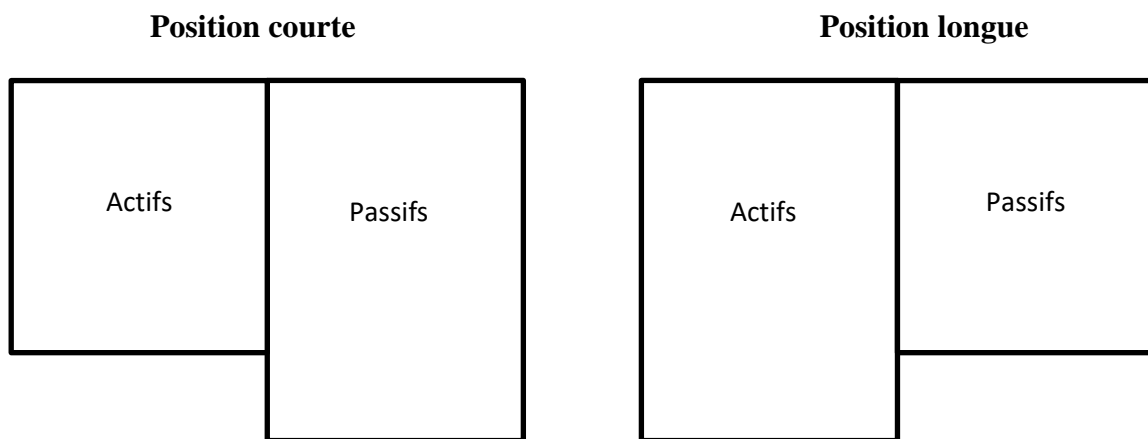 Position courte
Position longue
Actifs
Passifs
Actifs
Passifs